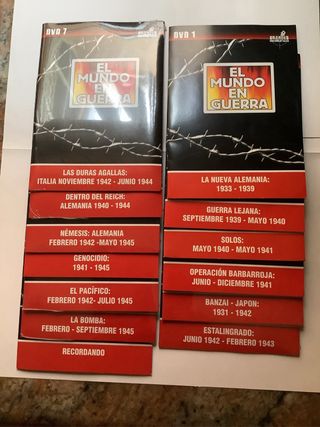 DVD 7
EL
MUNDO
EN
GUERRA
LAS DURAS AGALLAS:
ITALIA NOVIEMBRE 1942 - JUNIO 1944
DENTRO DEL REICH:
ALEMANIA 1940 - 1944
NÉMESIS: ALEMANIA
FEBRERO 1942 - MAYO 1945
GENOCIDIO:
1941 - 1945
EL PACÍFICO:
FEBRERO 1942- JULIO 1945
LA BOMBA:
FEBRERO - SEPTIEMBRE 1945
RECORDANDO
DVD 1
EL
MUNDO
EN
GUERRA
LA NUEVA ALEMANIA:
1933 - 1939
GUERRA LEJANA:
SEPTIEMBRE 1939 - MAYO 1940
SOLOS:
MAYO 1940 - MAYO 1941
OPERACIÓN BARBARROJA:
JUNIO - DICIEMBRE 1941
BANZAI - JAPON:
1931 - 1942
ESTALINGRADO:
JUNIO 1942 - FEBRERO 1943